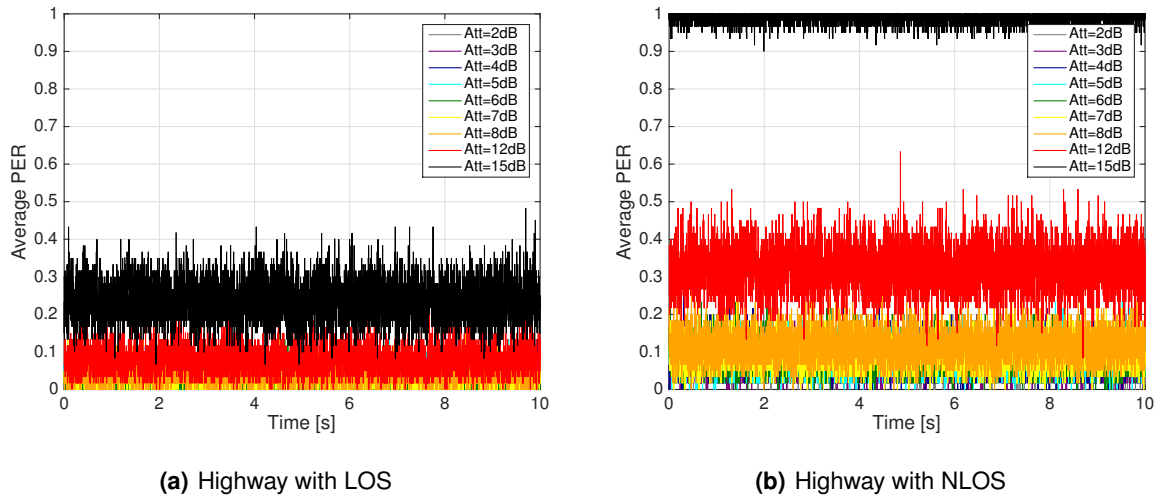 1
0.9
0.8
0.7
0.6
0.5
0.4
0.3
0.2
0.1
0
Average PER
0 2 4 6 8 10
Time [s]
Att=2dB
Att=3dB
Att=4dB
Att=5dB
Att=6dB
Att=7dB
Att=8dB
Att=12dB
Att=15dB
(a) Highway with LOS
1
0.9
0.8
0.7
0.6
0.5
0.4
0.3
0.2
0.1
0
Average PER
0 2 4 6 8 10
Time [s]
Att=2dB
Att=3dB
Att=4dB
Att=5dB
Att=6dB
Att=7dB
Att=8dB
Att=12dB
Att=15dB
(b) Highway with NLOS